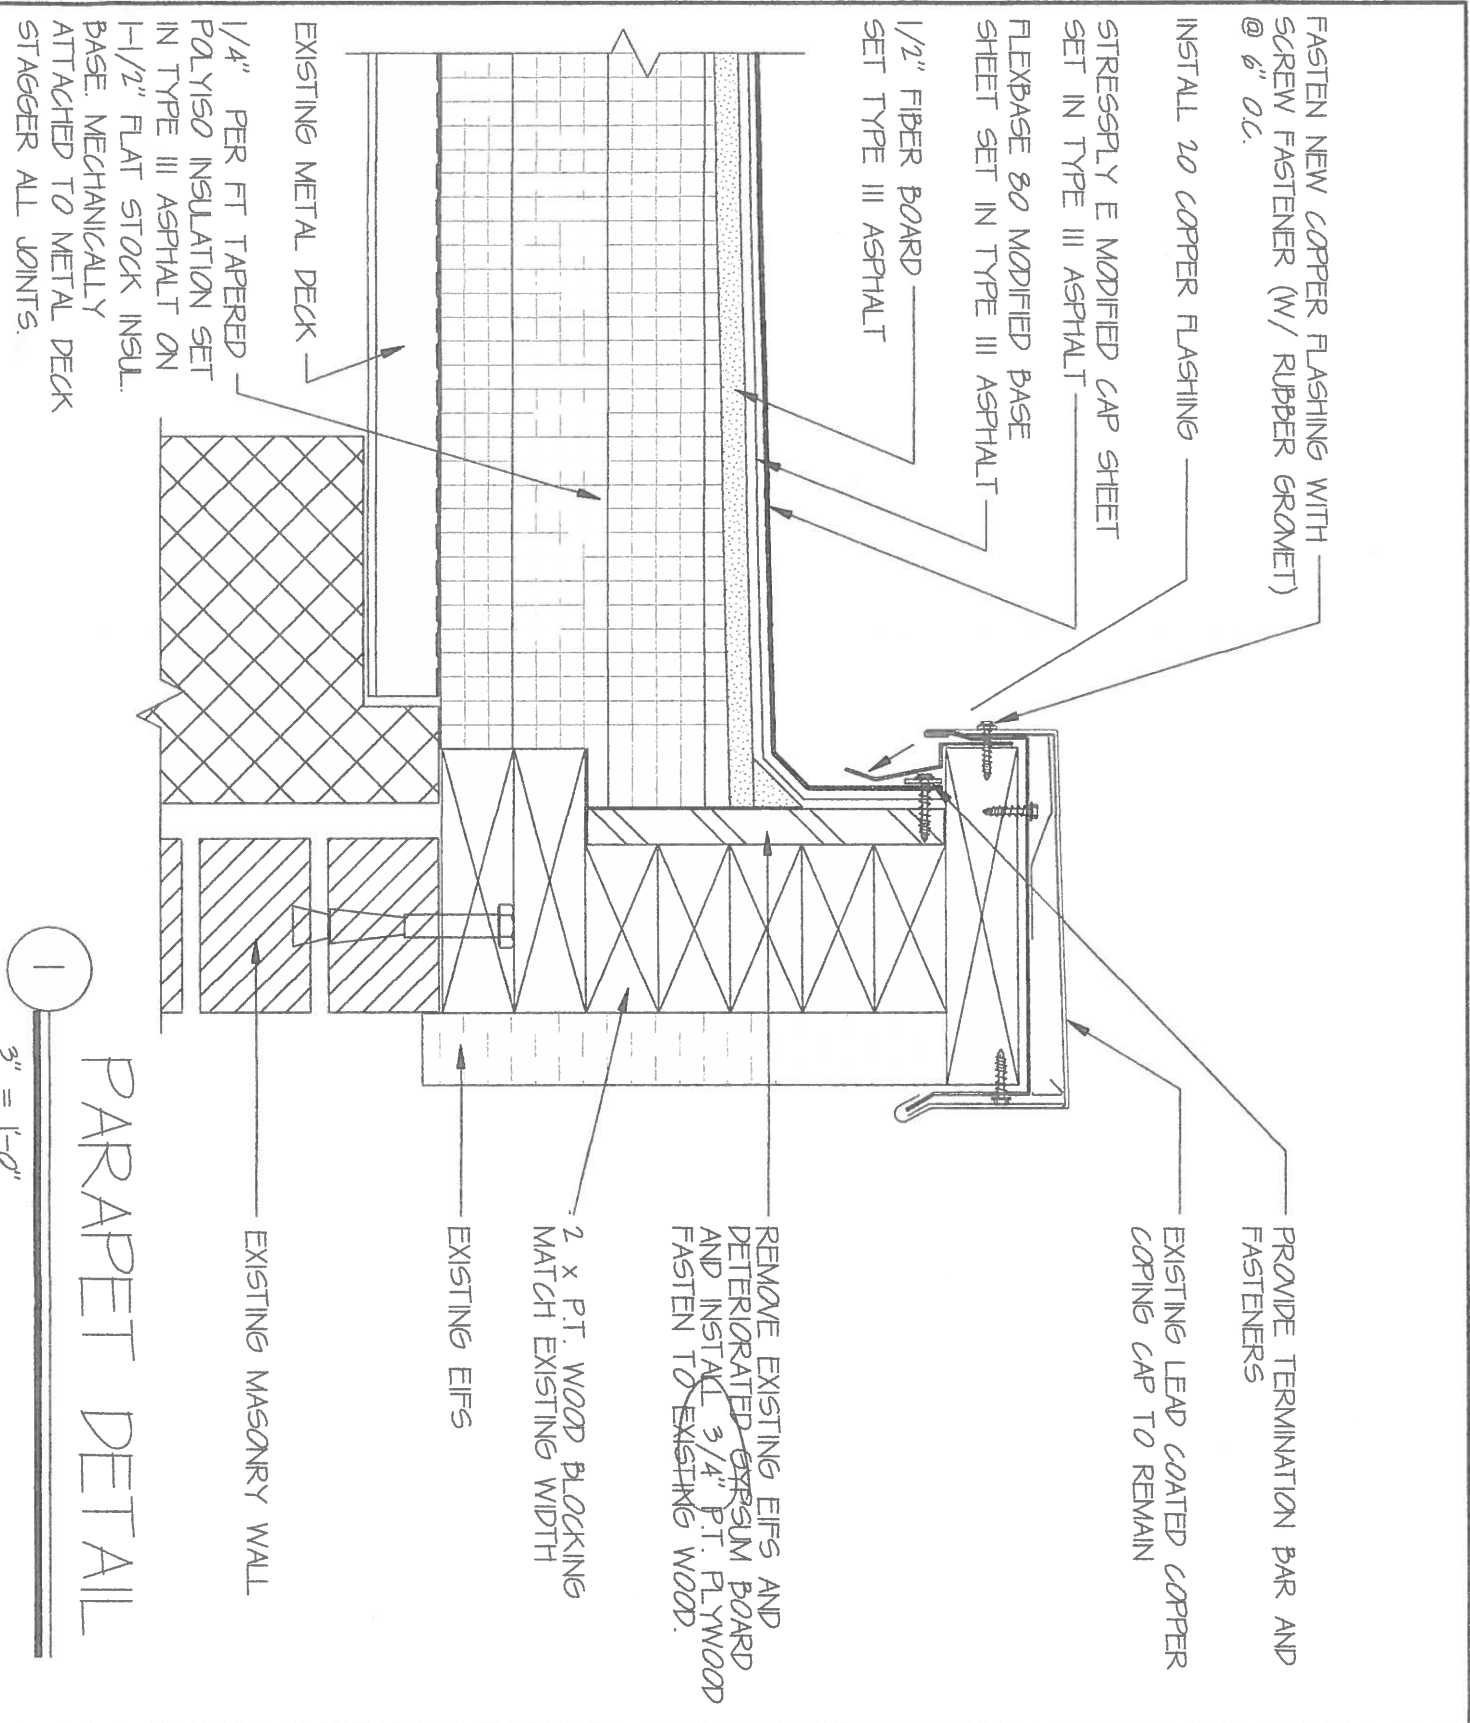 FASTEN NEW COPPER FLASHING WITH
SCREW FASTENER (W/ RUBBER GROMET)
@ 6" O.C.
INSTALL 20 COPPER FLASHING
STRESSPLY E MODIFIED CAP SHEET
SET IN TYPE III ASPHALT
FLEXBASE 80 MODIFIED BASE
SHEET SET IN TYPE III ASPHALT
1/2" FIBER BOARD
SET TYPE III ASPHALT
EXISTING METAL DECK
1/4" PER FT TAPERED
POLYISO INSULATION SET
IN TYPE III ASPHALT ON
1-1/2" FLAT STOCK INSUL.
BASE. MECHANICALLY
ATTACHED TO METAL DECK
STAGGER ALL JOINTS.
PROVIDE TERMINATION BAR AND
FASTENERS
EXISTING LEAD COATED COPPER
COPING CAP TO REMAIN
REMOVE EXISTING EIFS AND
DETERIORATED GYPSUM BOARD
AND INSTALL 3/4" P.T. PLYWOOD
FASTEN TO EXISTING WOOD.
2 x P.T. WOOD BLOCKING
MATCH EXISTING WIDTH
EXISTING EIFS
EXISTING MASONRY WALL
1
PARAPET DETAIL
3" = 1'-0"